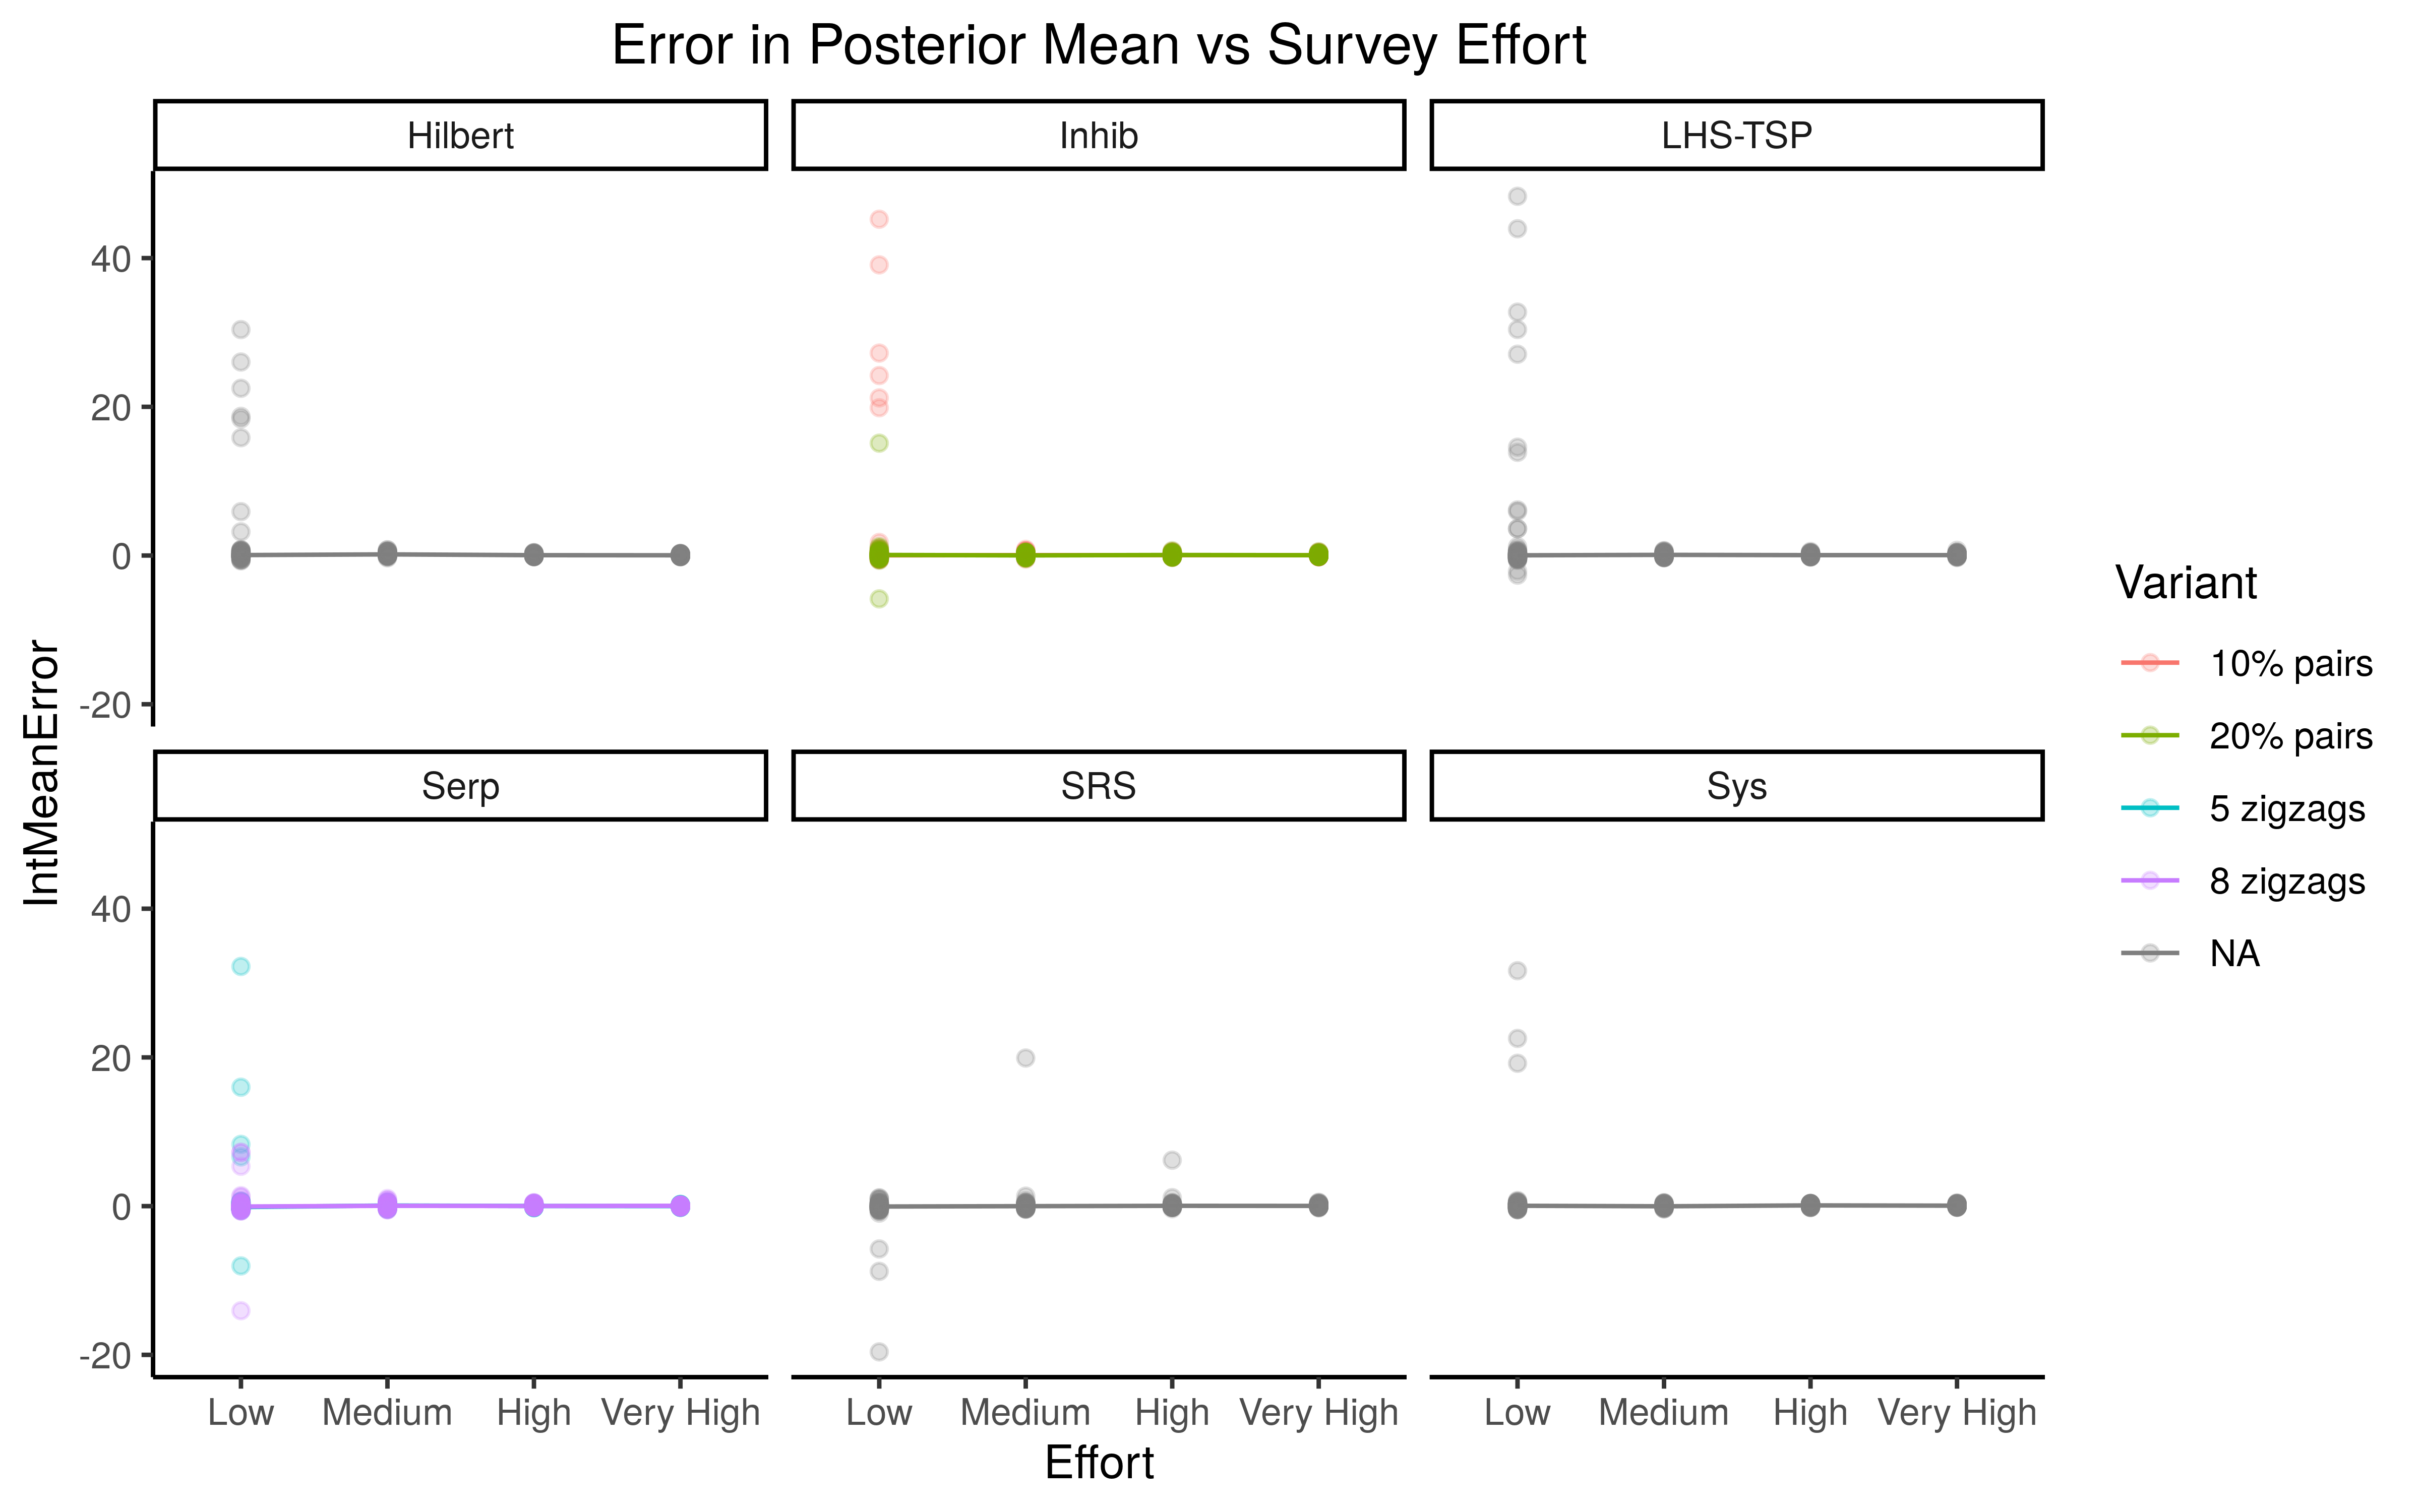 Error in Posterior Mean vs Survey Effort
Hilbert
Inhib
LHS-TSP
40
20
0
-20
Serp
SRS
Sys
40
20
0
-20
Low Medium High Very High
Low Medium High Very High
Low Medium High Very High
Effort
IntMeanError
Variant
10% pairs
20% pairs
5 zigzags
8 zigzags
NA